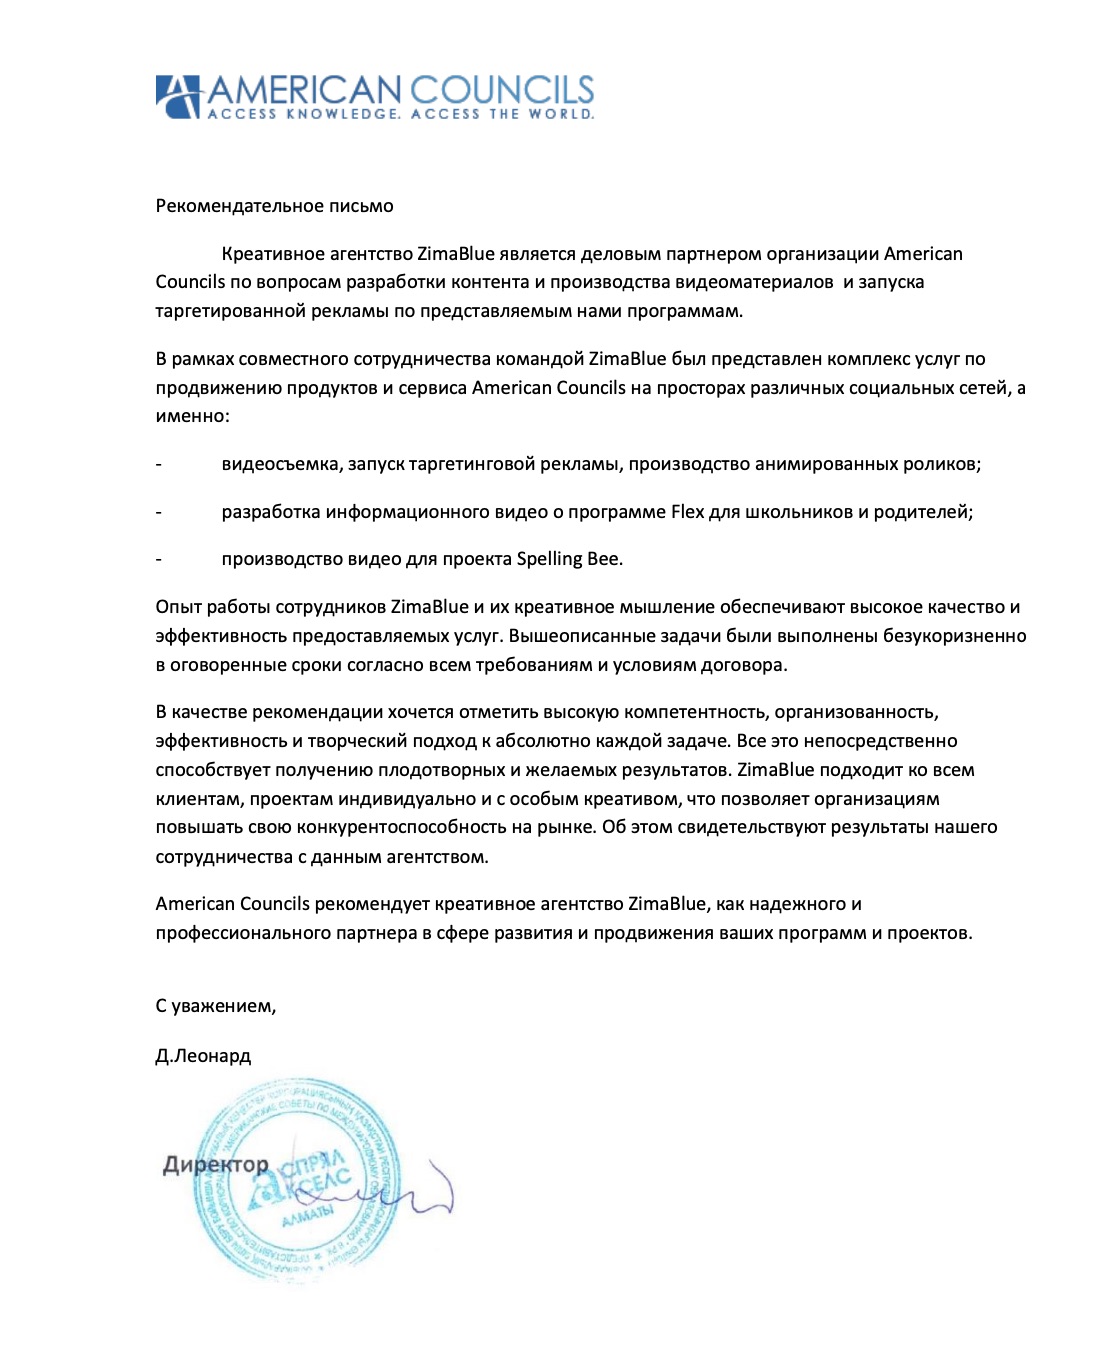 AMERICAN COUNCILS
ACCESS KNOWLEDGE. ACCESS THE WORLD.
Рекомендательное письмо
Креативное агентство ZimaBlue является деловым партнером организации American
Councils по вопросам разработки контента и производства видеоматериалов  и запуска
таргетированной рекламы по представляемым нами программам.
В рамках совместного сотрудничества командой ZimaBlue был представлен комплекс услуг по
продвижению продуктов и сервиса American Councils на просторах различных социальных сетей, а
именно:
- видеосъемка, запуск таргетинговой рекламы, производство анимированных роликов;
- разработка информационного видео о программе Flex для школьников и родителей;
- производство видео для проекта Spelling Bee.
Опыт работы сотрудников ZimaBlue и их креативное мышление обеспечивают высокое качество и
эффективность предоставляемых услуг. Вышеописанные задачи были выполнены безукоризненно
в оговоренные сроки согласно всем требованиям и условиям договора.
В качестве рекомендации хочется отметить высокую компетентность, организованность,
эффективность и творческий подход к абсолютно каждой задаче. Все это непосредственно
способствует получению плодотворных и желаемых результатов. ZimaBlue подходит ко всем
клиентам, проектам индивидуально и с особым креативом, что позволяет организациям
повышать свою конкурентоспособность на рынке. Об этом свидетельствуют результаты нашего
сотрудничества с данным агентством.
American Councils рекомендует креативное агентство ZimaBlue, как надежного и
профессионального партнера в сфере развития и продвижения ваших программ и проектов.
С уважением,
Д.Леонард
Директор
АЛМАТЫ